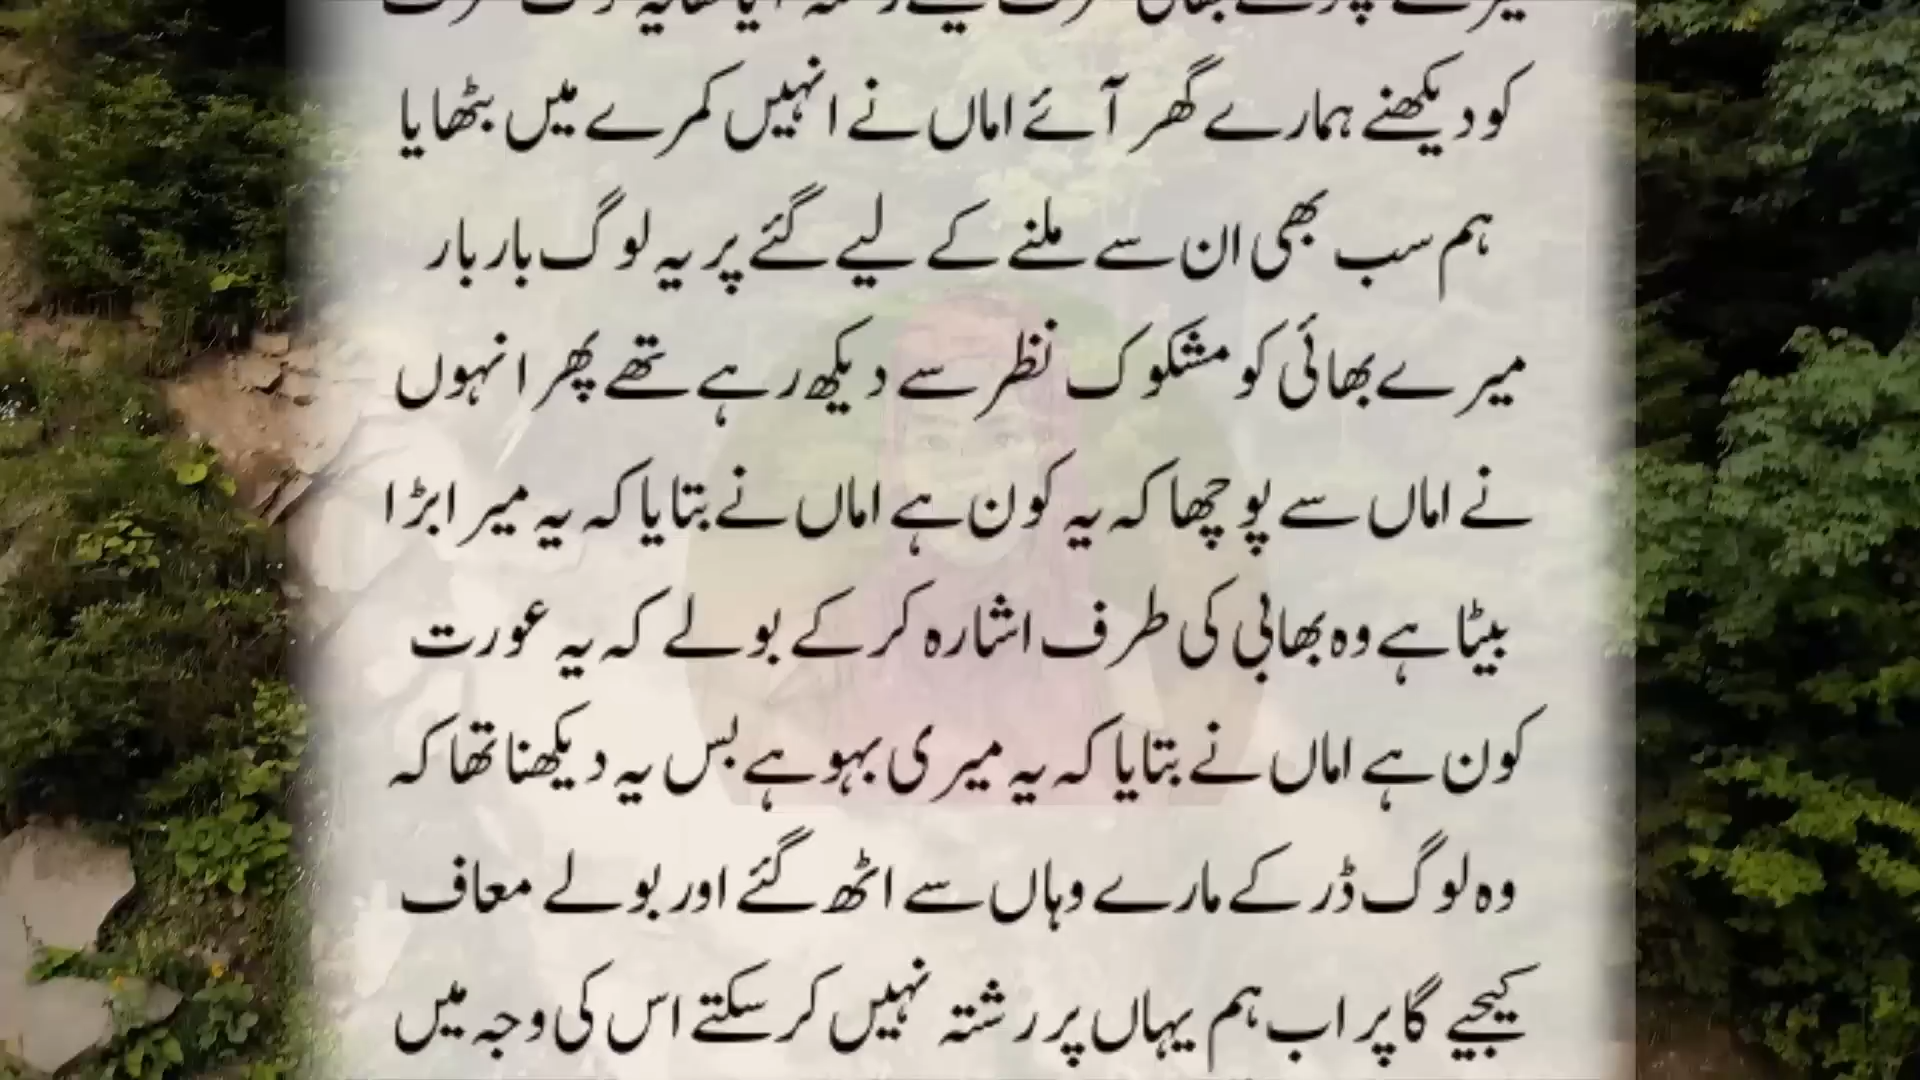 کو دیکھنے ہمارے گھر آئے اماں نے انہیں کمرے میں بٹھایا
ہم سب بھی ان سے ملنے کے لیے گئے پر یہ لوگ بار بار
میرے بھائی کو مشکوک نظر سے دیکھ رہے تھے پھر انہوں
نے اماں سے پوچھا کہ یہ کون ہے اماں نے بتایا کہ یہ میرا بڑا
بیٹا ہے وہ بھابی کی طرف اشارہ کر کے بولے کہ یہ عورت
کون ہے اماں نے بتایا کہ یہ میری بہو ہے بس یہ دیکھنا تھا کہ
وہ لوگ ڈر کے مارے وہاں سے اٹھ گئے اور بولے معاف
کیجیے گا پر اب ہم یہاں پر رشتہ نہیں کر سکتے اس کی وجہ میں